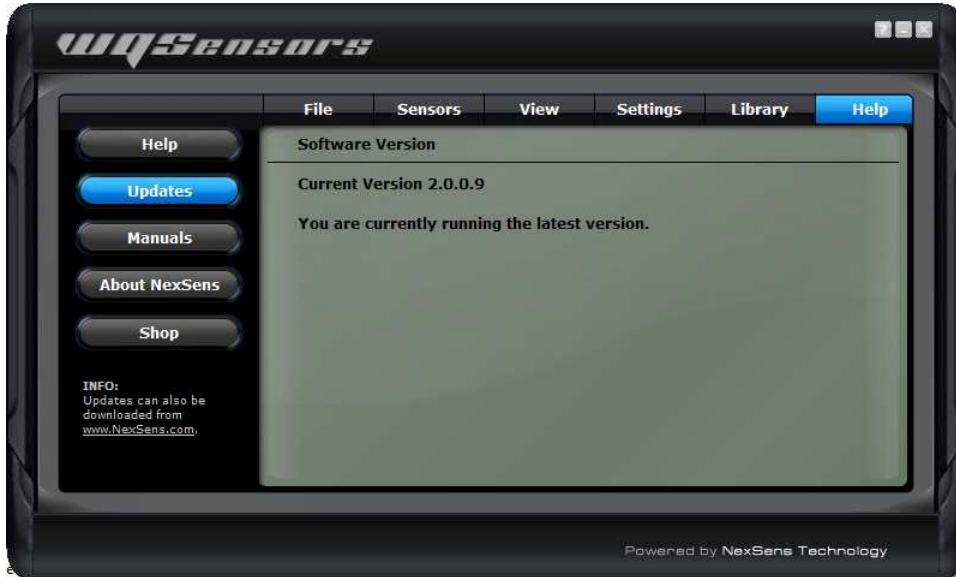 WQSensors
? _ X
File Sensors View Settings Library Help
Help
Updates
Manuals
About NexSens
Shop
INFO:
Updates can also be
downloaded from
www.NexSens.com.
Software Version
Current Version 2.0.0.9
You are currently running the latest version.
Powered by NexSens Technology
e